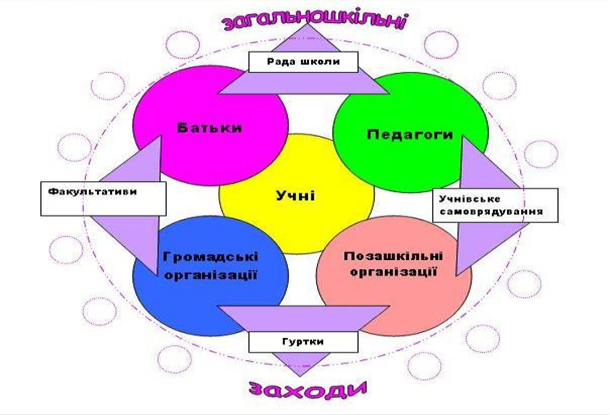 загальношкільні
Рада школи
Батьки
Педагоги
Факультативи
Учні
Учнівське
самоврядування
Громадські
організації
Позашкільні
організації
Гуртки
заходи